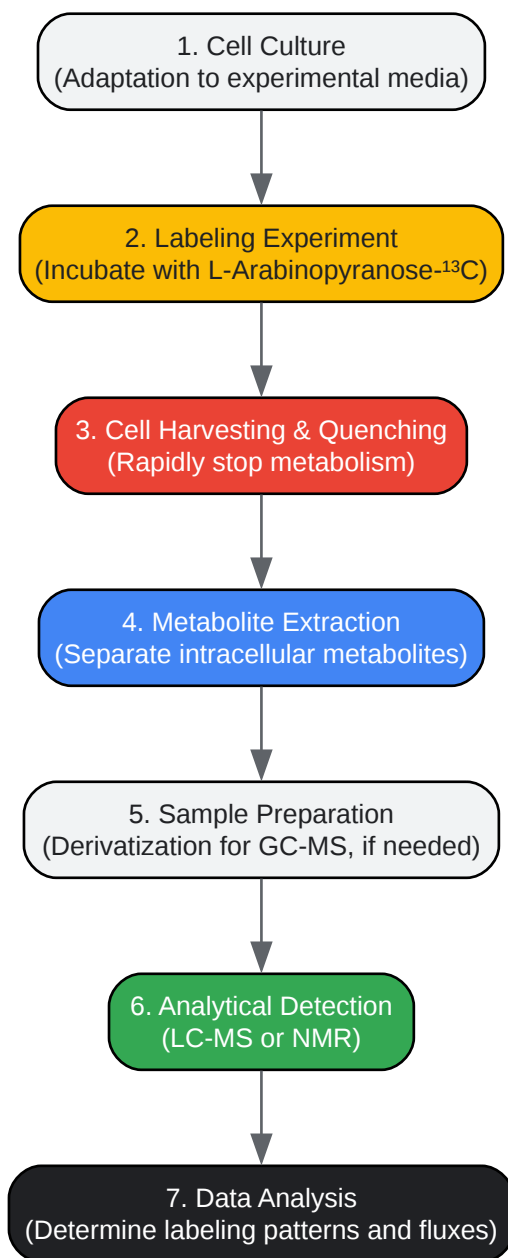 1. Cell Culture
(Adaptation to experimental media)
2. Labeling Experiment
(Incubate with L-Arabinopyranose-¹³C)
3. Cell Harvesting & Quenching
(Rapidly stop metabolism)
4. Metabolite Extraction
(Separate intracellular metabolites)
5. Sample Preparation
(Derivatization for GC-MS, if needed)
6. Analytical Detection
(LC-MS or NMR)
7. Data Analysis
(Determine labeling patterns and fluxes)